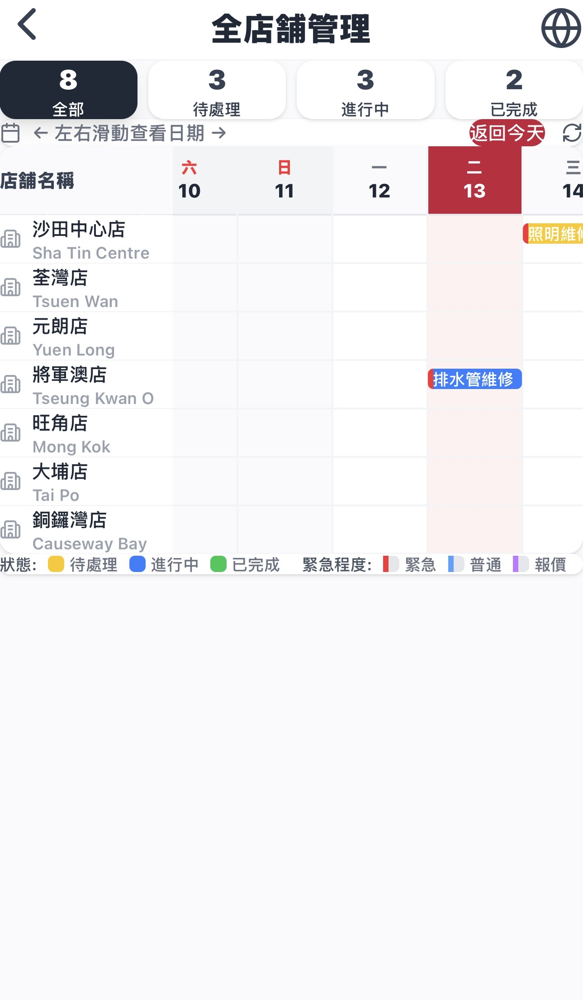 全店舖管理
8 3 3 2
全部 待處理 進行中 已完成
← 左右滑動查看日期 → 返回今天
店舖名稱 六 日 一 二 三
10 11 12 13 14
沙田中心店
Sha Tin Centre
照明維
荃灣店
Tsuen Wan
元朗店
Yuen Long
將軍澳店
Tseung Kwan O
排水管維修
旺角店
Mong Kok
大埔店
Tai Po
銅鑼灣店
Causeway Bay
狀態: 待處理 進行中 已完成 緊急程度: 緊急 普通 報價